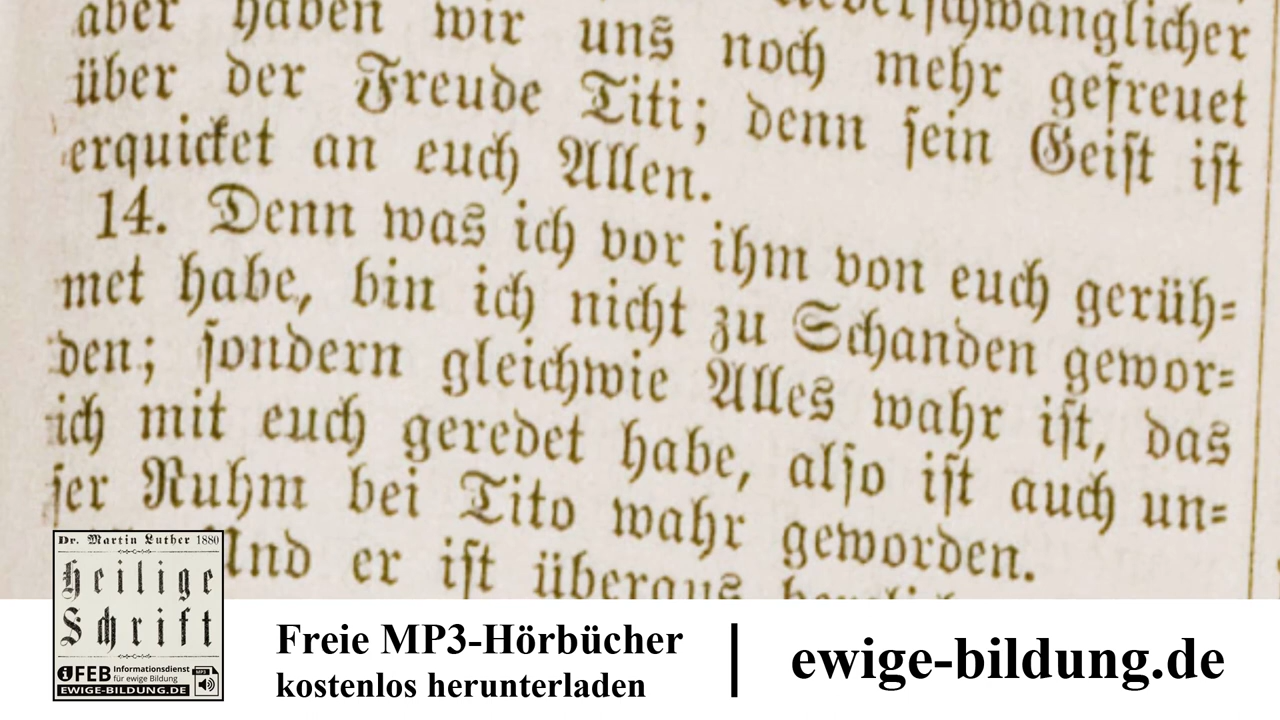 aber haben wir uns noch mehr gefreuet
über der Freude Titi; denn sein Geist ist
erquicket an euch Allen.
14. Denn was ich vor ihm von euch gerüh=
met habe, bin ich nicht zu Schanden gewor=
den; sondern gleichwie Alles wahr ist, das
ich mit euch geredet habe, also ist auch un=
ser Ruhm bei Tito wahr geworden.
Und er ist überaus
Dr. Martin Luther 1880
Heilige
Schrift
iFEB Informationsdienst
für ewige Bildung
MP3
EWIGE-BILDUNG.DE
Freie MP3-Hörbücher
kostenlos herunterladen
ewige-bildung.de